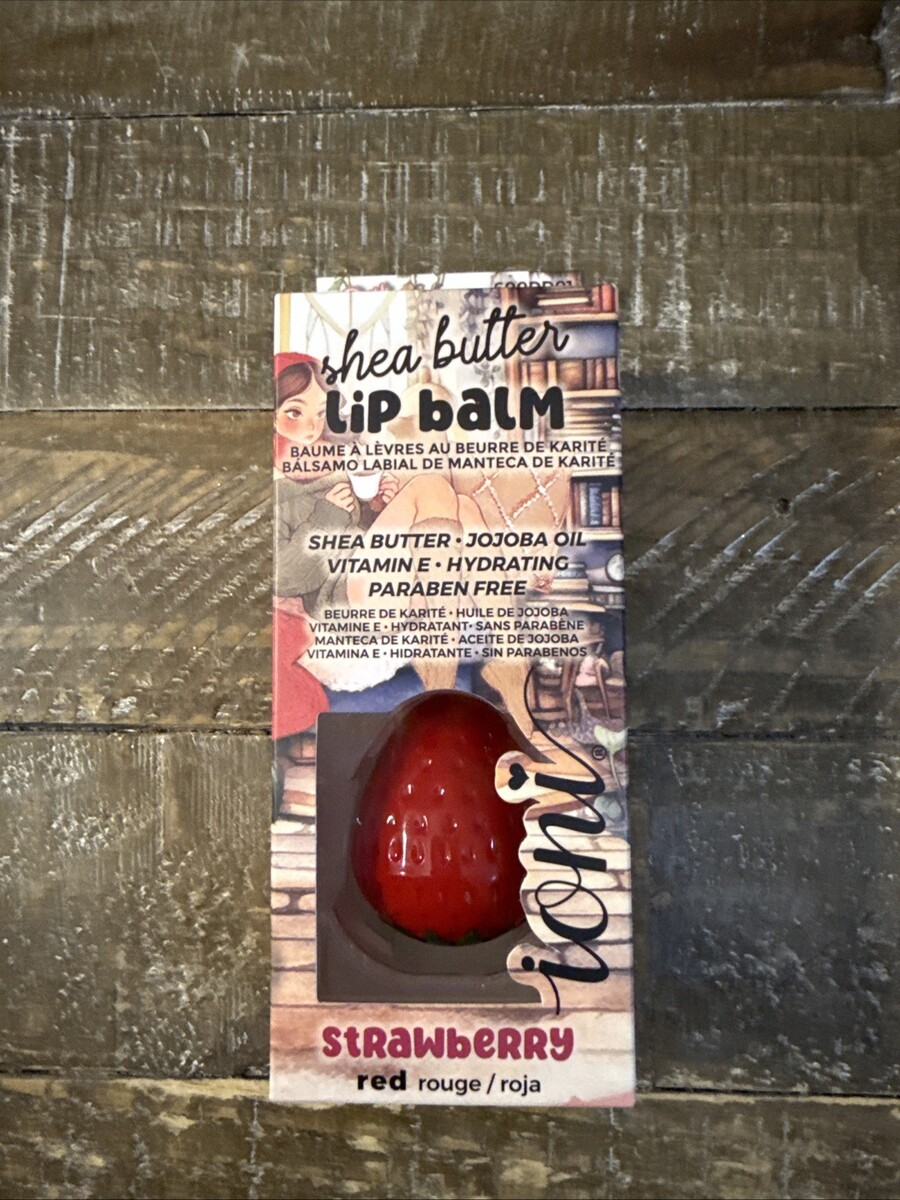 shea butter
LiP baLM
BAUME À LÈVRES AU BEURRE DE KARITÉ
BÁLSAMO LABIAL DE MANTECA DE KARITÉ
SHEA BUTTER • JOJOBA OIL
VITAMIN E • HYDRATING
PARABEN FREE
BEURRE DE KARITÉ • HUILE DE JOJOBA
VITAMINE E • HYDRATANT• SANS PARABÈNE
MANTECA DE KARITÉ • ACEITE DE JOJOBA
VITAMINA E • HIDRATANTE • SIN PARABENOS
ioni®
stRawbeRRy
red rouge / roja